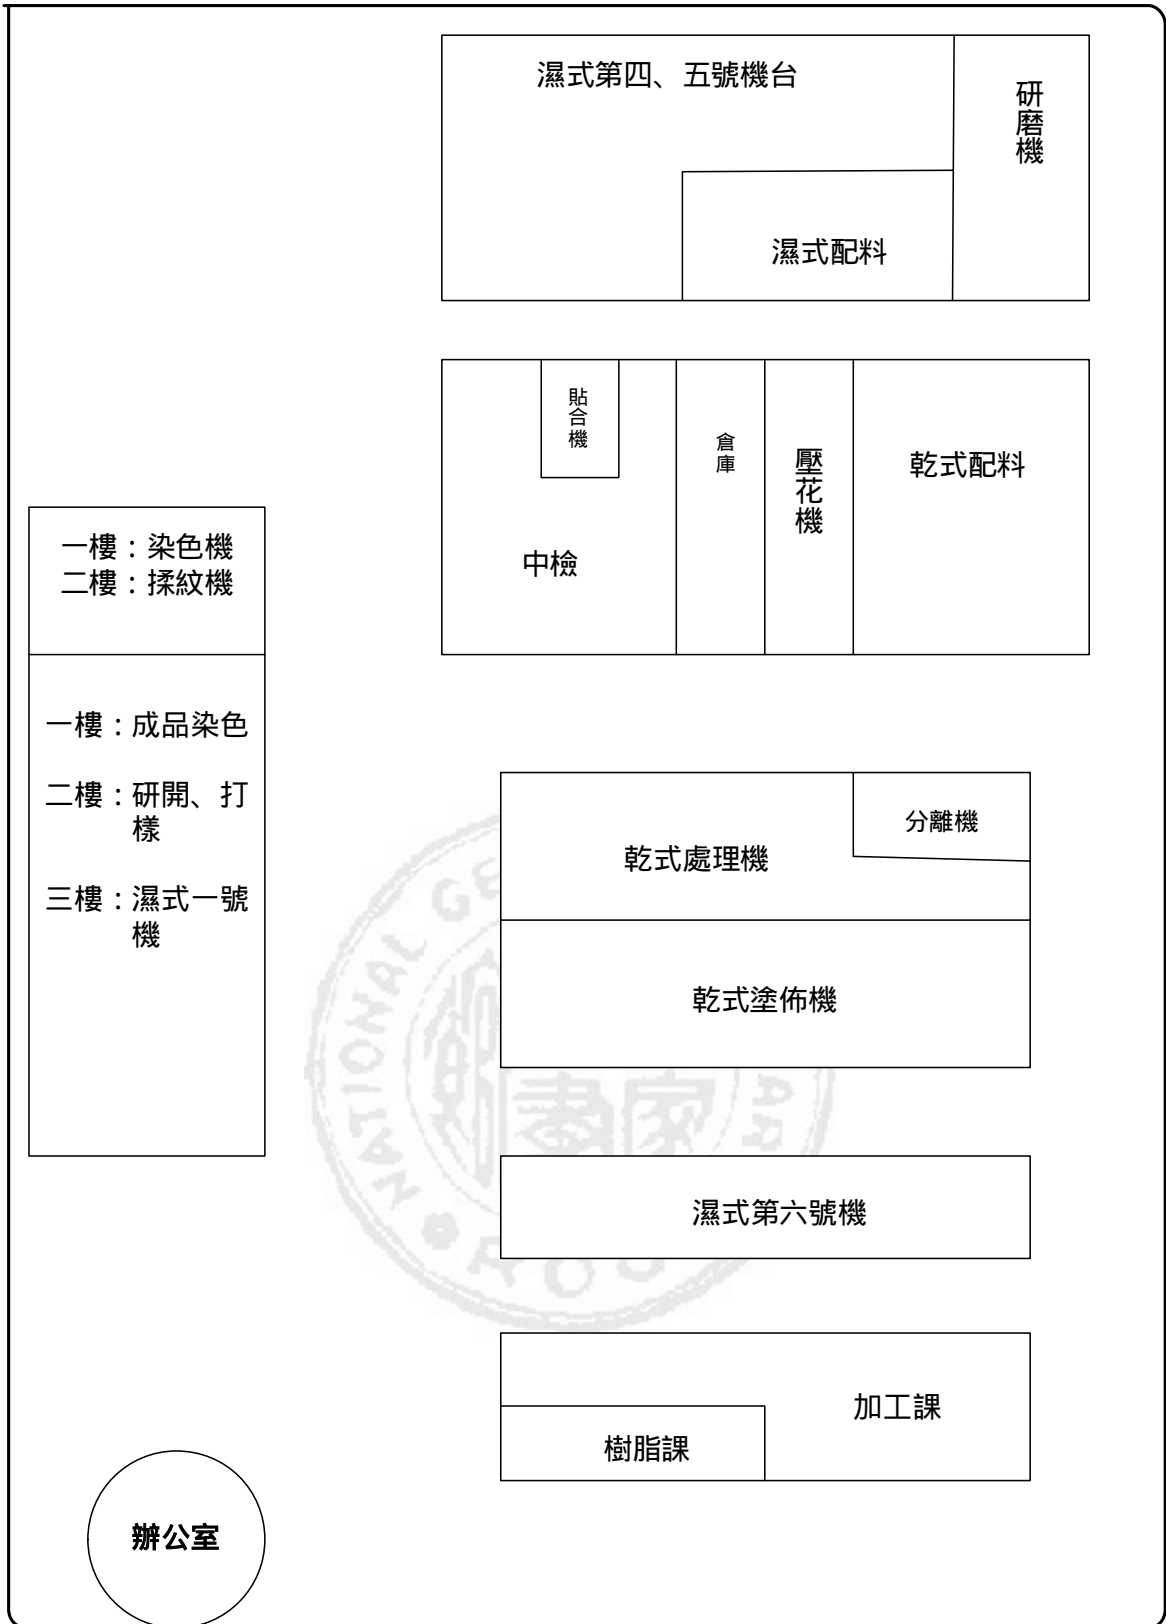 濕式第四、五號機台
研磨機
濕式配料
貼合機
倉庫
壓花機
乾式配料
中檢
一樓：染色機
二樓：揉紋機
一樓：成品染色
二樓：研開、打
樣
三樓：濕式一號
機
分離機
乾式處理機
乾式塗佈機
濕式第六號機
加工課
樹脂課
辦公室
NATIONAL
ROC
書家